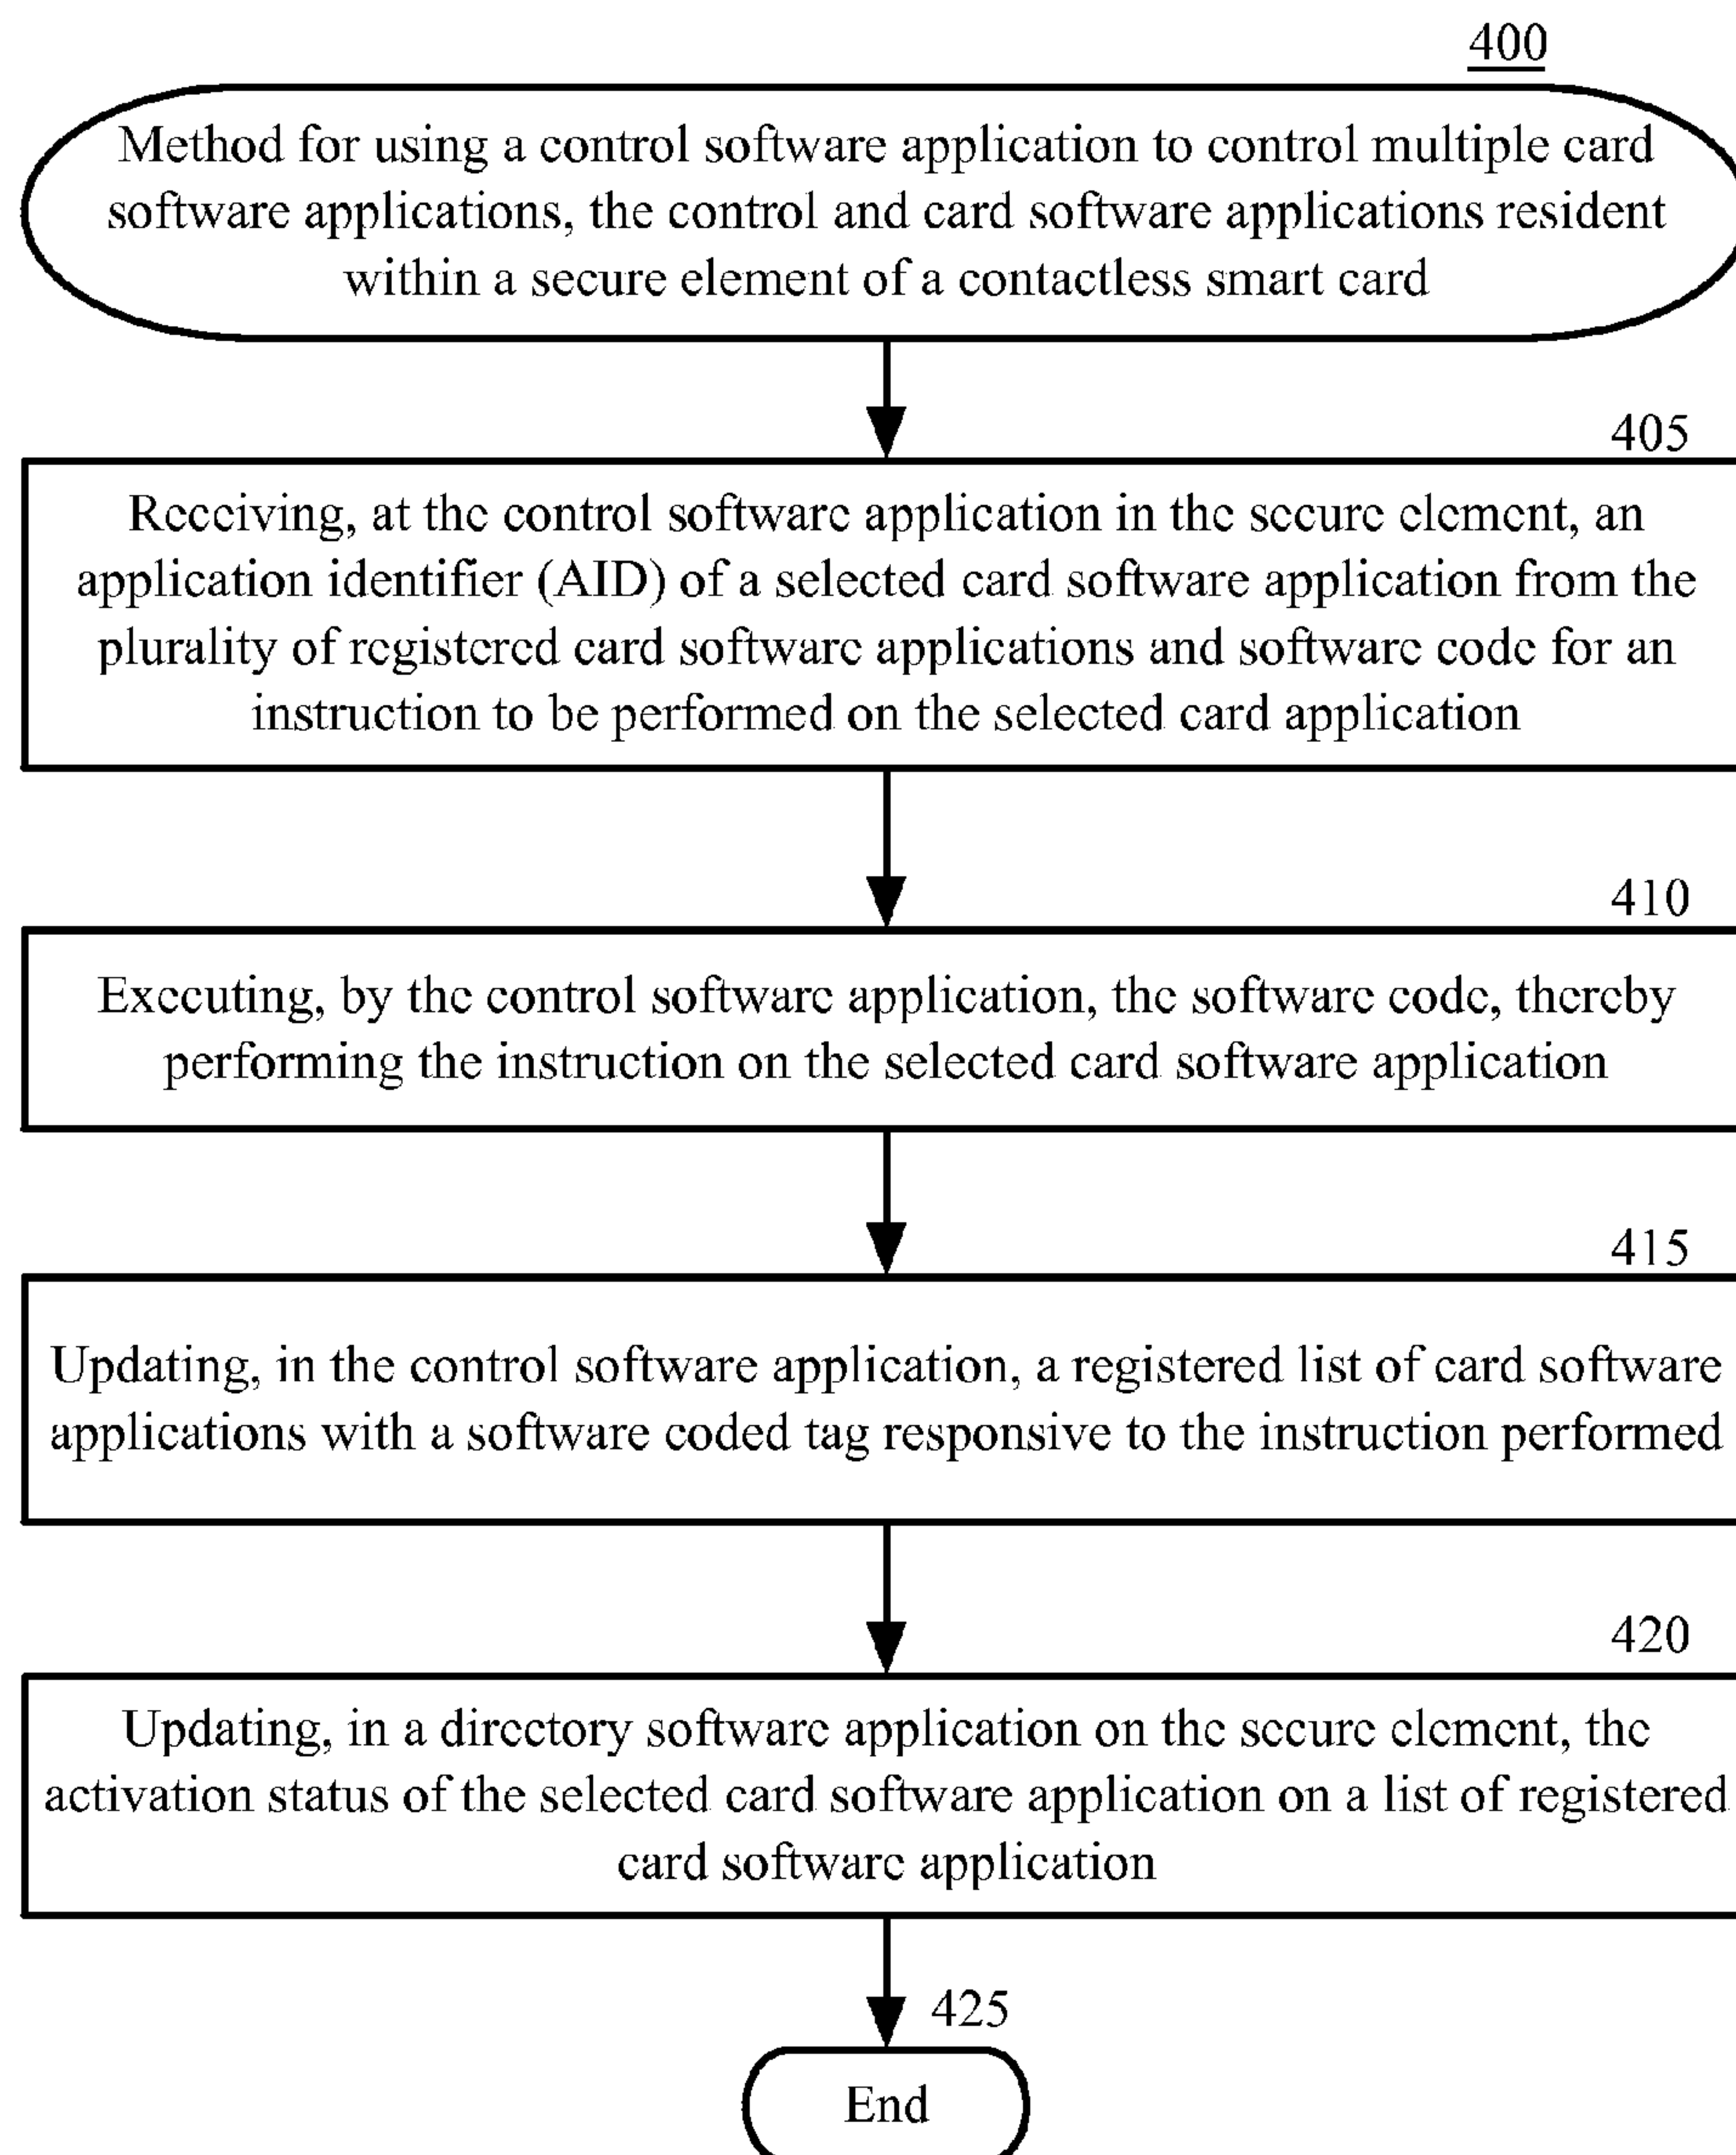 400
Method for using a control software application to control multiple card
software applications, the control and card software applications resident
within a secure element of a contactless smart card
405
Receiving, at the control software application in the secure element, an
application identifier (AID) of a selected card software application from the
plurality of registered card software applications and software code for an
instruction to be performed on the selected card application
410
Executing, by the control software application, the software code, thereby
performing the instruction on the selected card software application
415
Updating, in the control software application, a registered list of card software
applications with a software coded tag responsive to the instruction performed
420
Updating, in a directory software application on the secure element, the
activation status of the selected card software application on a list of registered
card software application
425
End